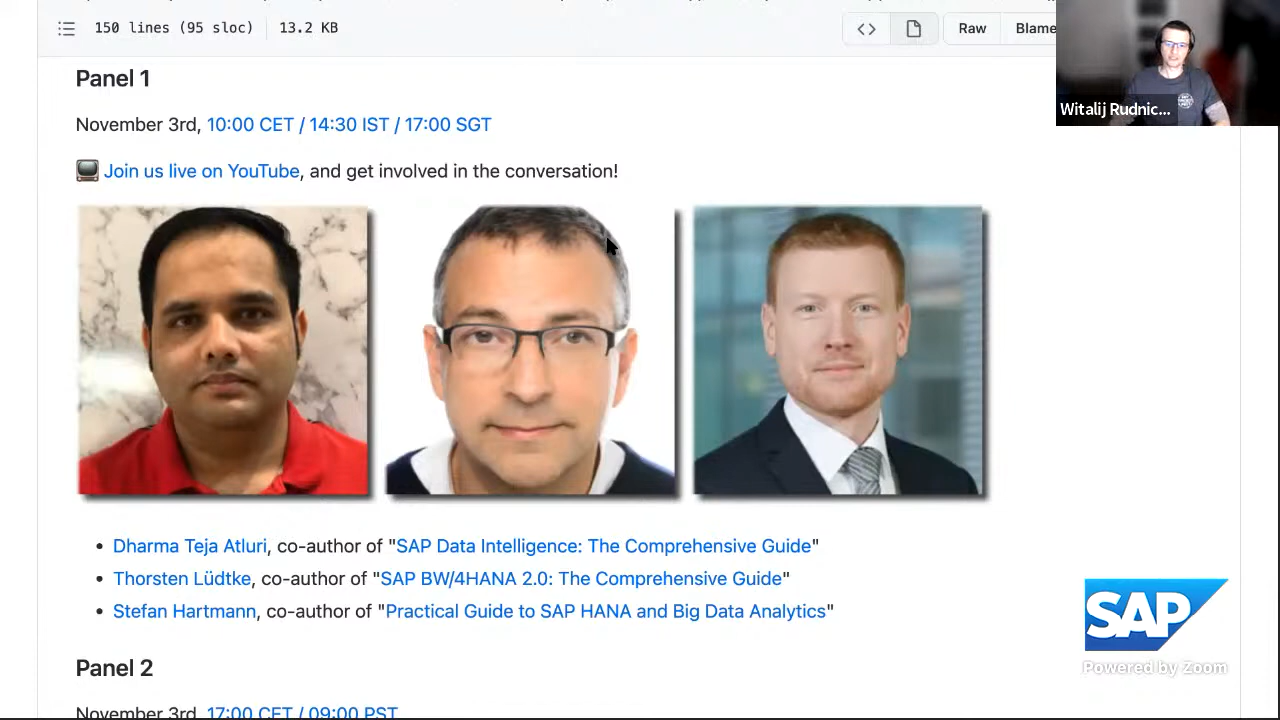 150 lines (95 sloc) 13.2 KB
Raw
Blame
Witalij Rudnic...
Panel 1
November 3rd, 10:00 CET / 14:30 IST / 17:00 SGT
Join us live on YouTube, and get involved in the conversation!
• Dharma Teja Atluri, co-author of "SAP Data Intelligence: The Comprehensive Guide"
• Thorsten Lüdtke, co-author of "SAP BW/4HANA 2.0: The Comprehensive Guide"
• Stefan Hartmann, co-author of "Practical Guide to SAP HANA and Big Data Analytics"
SAP
Powered by Zoom
Panel 2
November 3rd, 17:00 CET / 09:00 PST